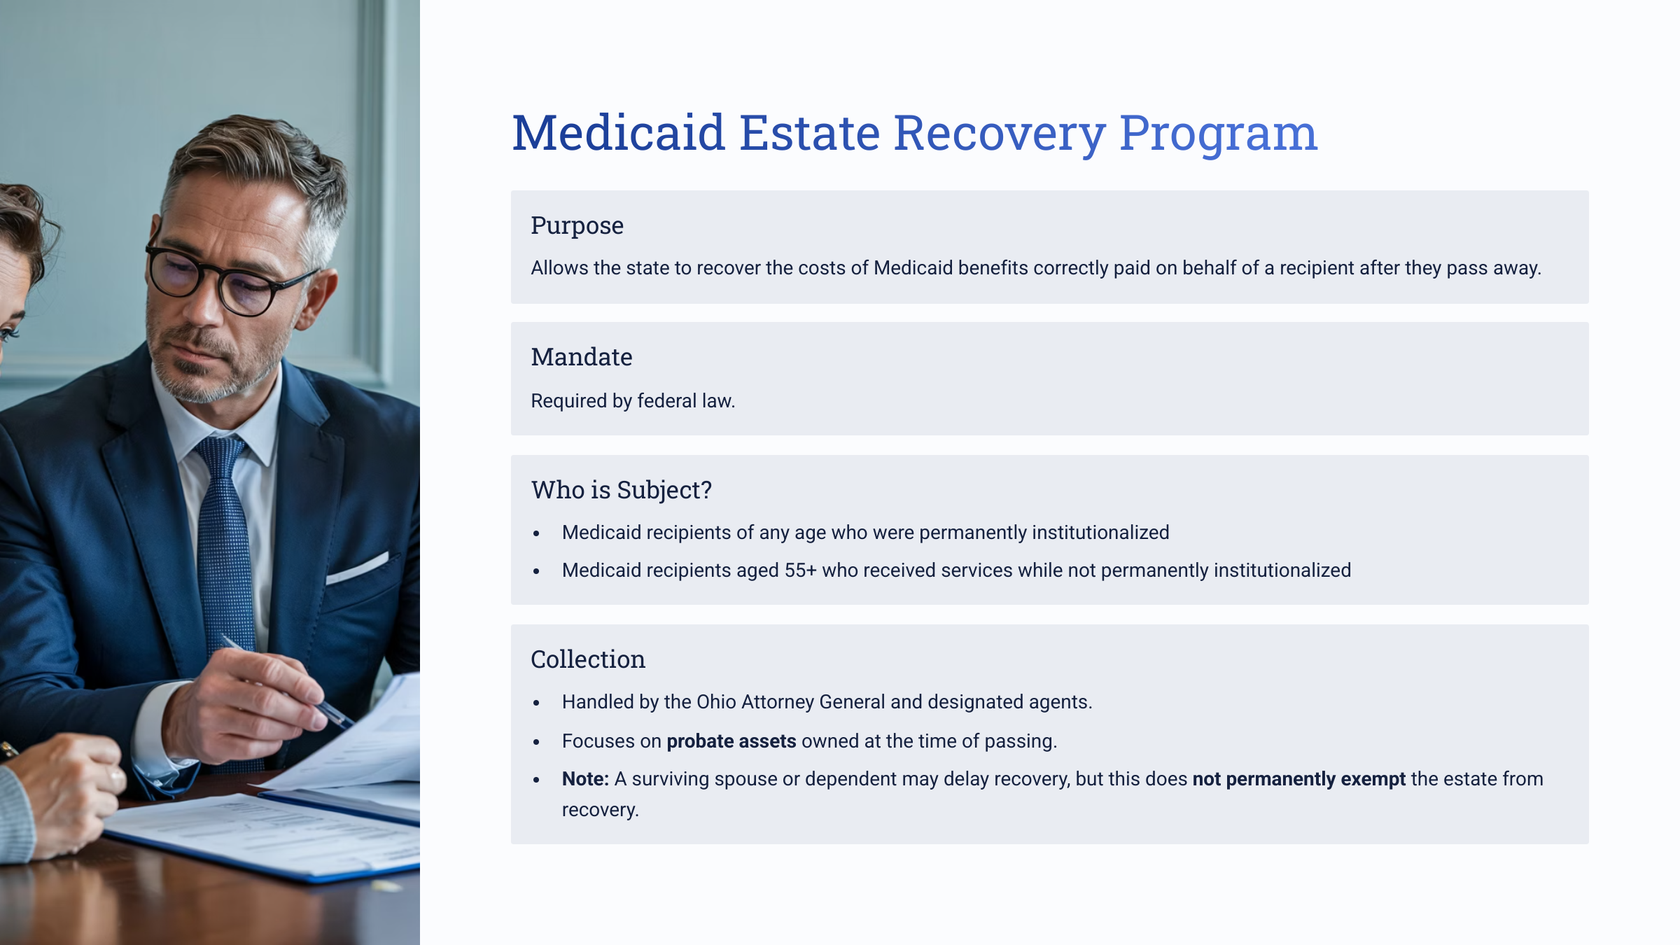 Medicaid Estate Recovery Program
Purpose
Allows the state to recover the costs of Medicaid benefits correctly paid on behalf of a recipient after they pass away.
Mandate
Required by federal law.
Who is Subject?
• Medicaid recipients of any age who were permanently institutionalized
• Medicaid recipients aged 55+ who received services while not permanently institutionalized
Collection
• Handled by the Ohio Attorney General and designated agents.
• Focuses on probate assets owned at the time of passing.
• Note: A surviving spouse or dependent may delay recovery, but this does not permanently exempt the estate from
recovery.